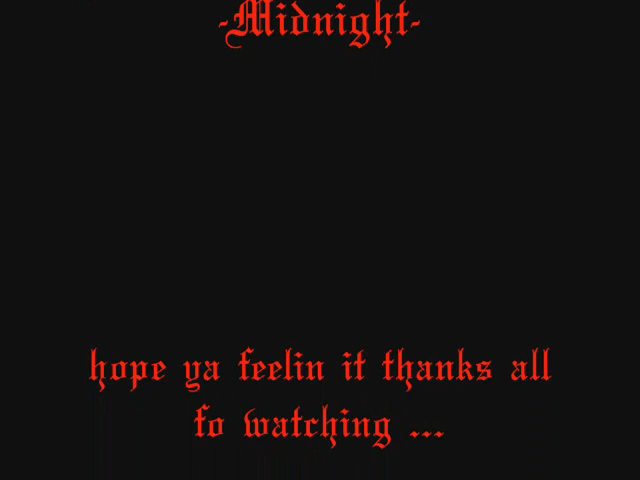 -Midnight-
hope ya feelin it thanks all
fo watching ...